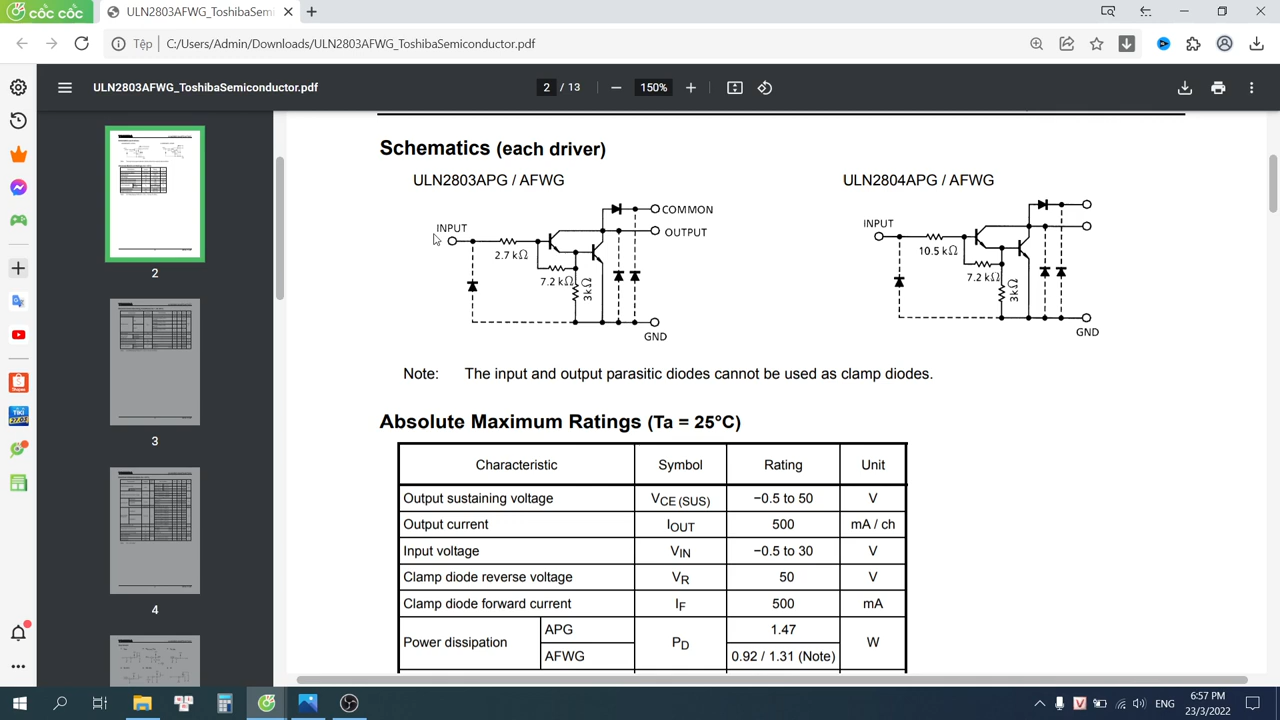 cốc cốc
ULN2803AFWG_ToshibaSemi
Tệp
C:/Users/Admin/Downloads/ULN2803AFWG_ToshibaSemiconductor.pdf
ULN2803AFWG_ToshibaSemiconductor.pdf
2 / 13
150%
2
3
4
Schematics (each driver)
ULN2803APG / AFWG
INPUT
2.7 kΩ
7.2 kΩ
3 kΩ
COMMON
OUTPUT
GND
ULN2804APG / AFWG
INPUT
10.5 kΩ
7.2 kΩ
3 kΩ
GND
Note: The input and output parasitic diodes cannot be used as clamp diodes.
Absolute Maximum Ratings (Ta = 25°C)
Characteristic Symbol Rating Unit
Output sustaining voltage VCE (SUS) −0.5 to 50 V
Output current IOUT 500 mA / ch
Input voltage VIN −0.5 to 30 V
Clamp diode reverse voltage VR 50 V
Clamp diode forward current IF 500 mA
Power dissipation APG PD 1.47 W
AFWG 0.92 / 1.31 (Note)
ENG
6:57 PM
23/3/2022